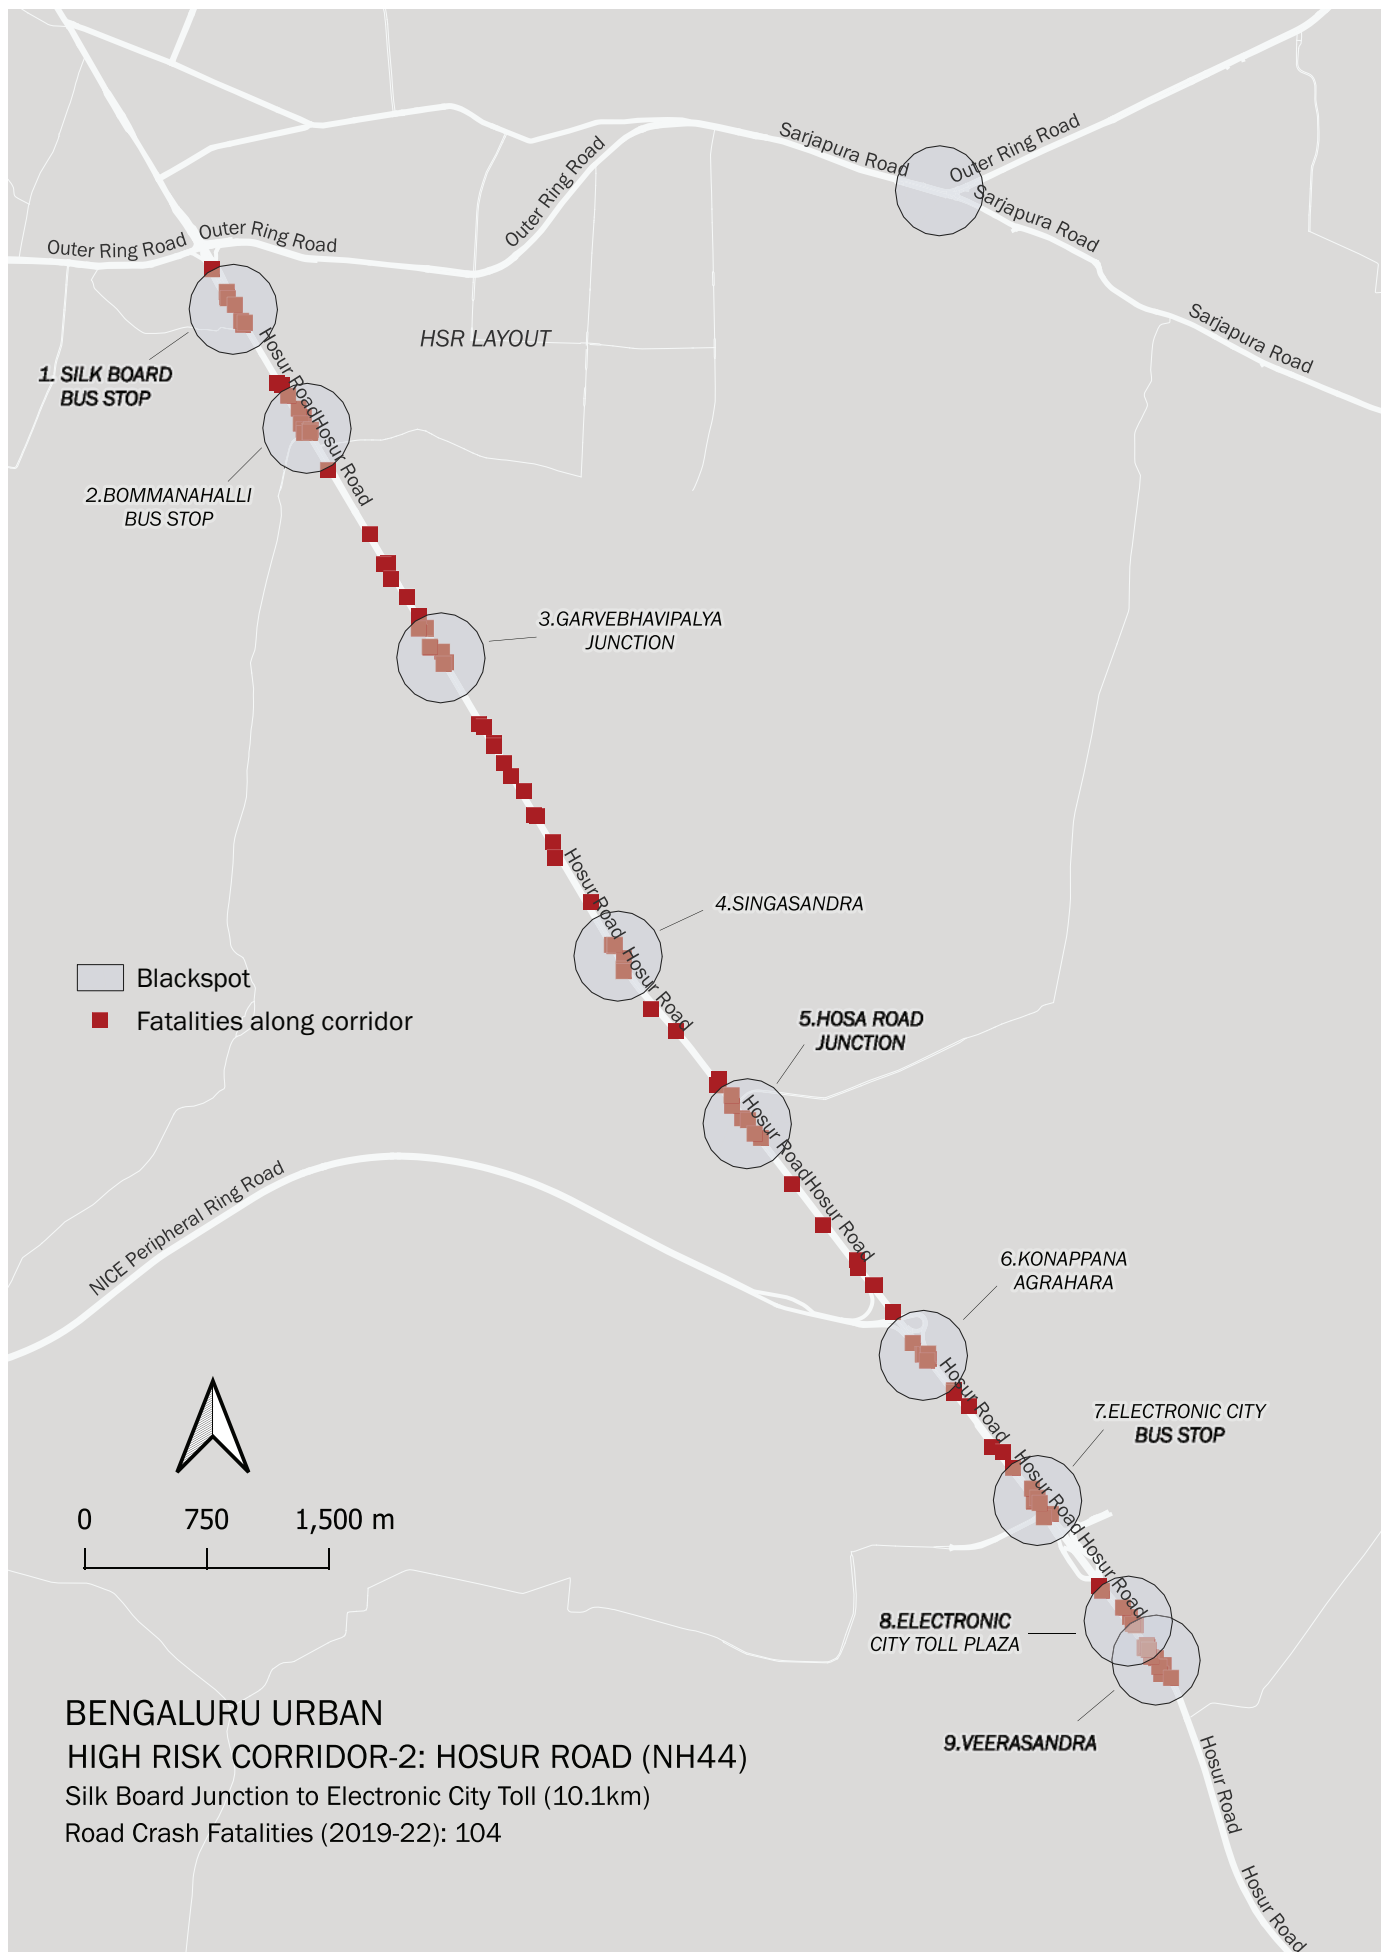 Sarjapura Road
Outer Ring Road
Outer Ring Road
Sarjapura Road
Outer Ring Road
Outer Ring Road
Sarjapura Road
HSR LAYOUT
Hosur Road
1. SILK BOARD
BUS STOP
Hosur Road
2.BOMMANAHALLI
BUS STOP
3.GARVEBHAVIPALYA
JUNCTION
Hosur Road
4.SINGASANDRA
Hosur Road
Blackspot
Fatalities along corridor
5.HOSA ROAD
JUNCTION
Hosur Road
Hosur Road
NICE Peripheral Ring Road
6.KONAPPANA
AGRAHARA
Hosur Road
7.ELECTRONIC CITY
BUS STOP
Hosur Road
0 750 1,500 m
Hosur Road
8.ELECTRONIC
CITY TOLL PLAZA
9.VEERASANDRA
Hosur Road
Hosur Road
BENGALURU URBAN
HIGH RISK CORRIDOR-2: HOSUR ROAD (NH44)
Silk Board Junction to Electronic City Toll (10.1km)
Road Crash Fatalities (2019-22): 104